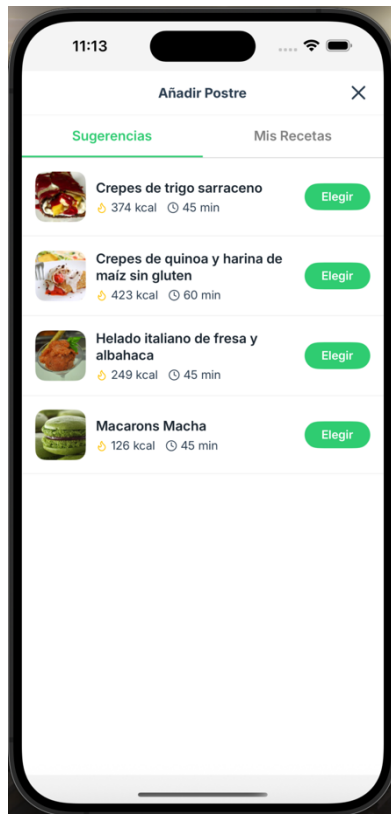 11:13
Añadir Postre
Sugerencias
Mis Recetas
Crepes de trigo sarraceno
374 kcal 45 min
Elegir
Crepes de quinoa y harina de
maíz sin gluten
423 kcal 60 min
Elegir
Helado italiano de fresa y
albahaca
249 kcal 45 min
Elegir
Macarons Macha
126 kcal 45 min
Elegir